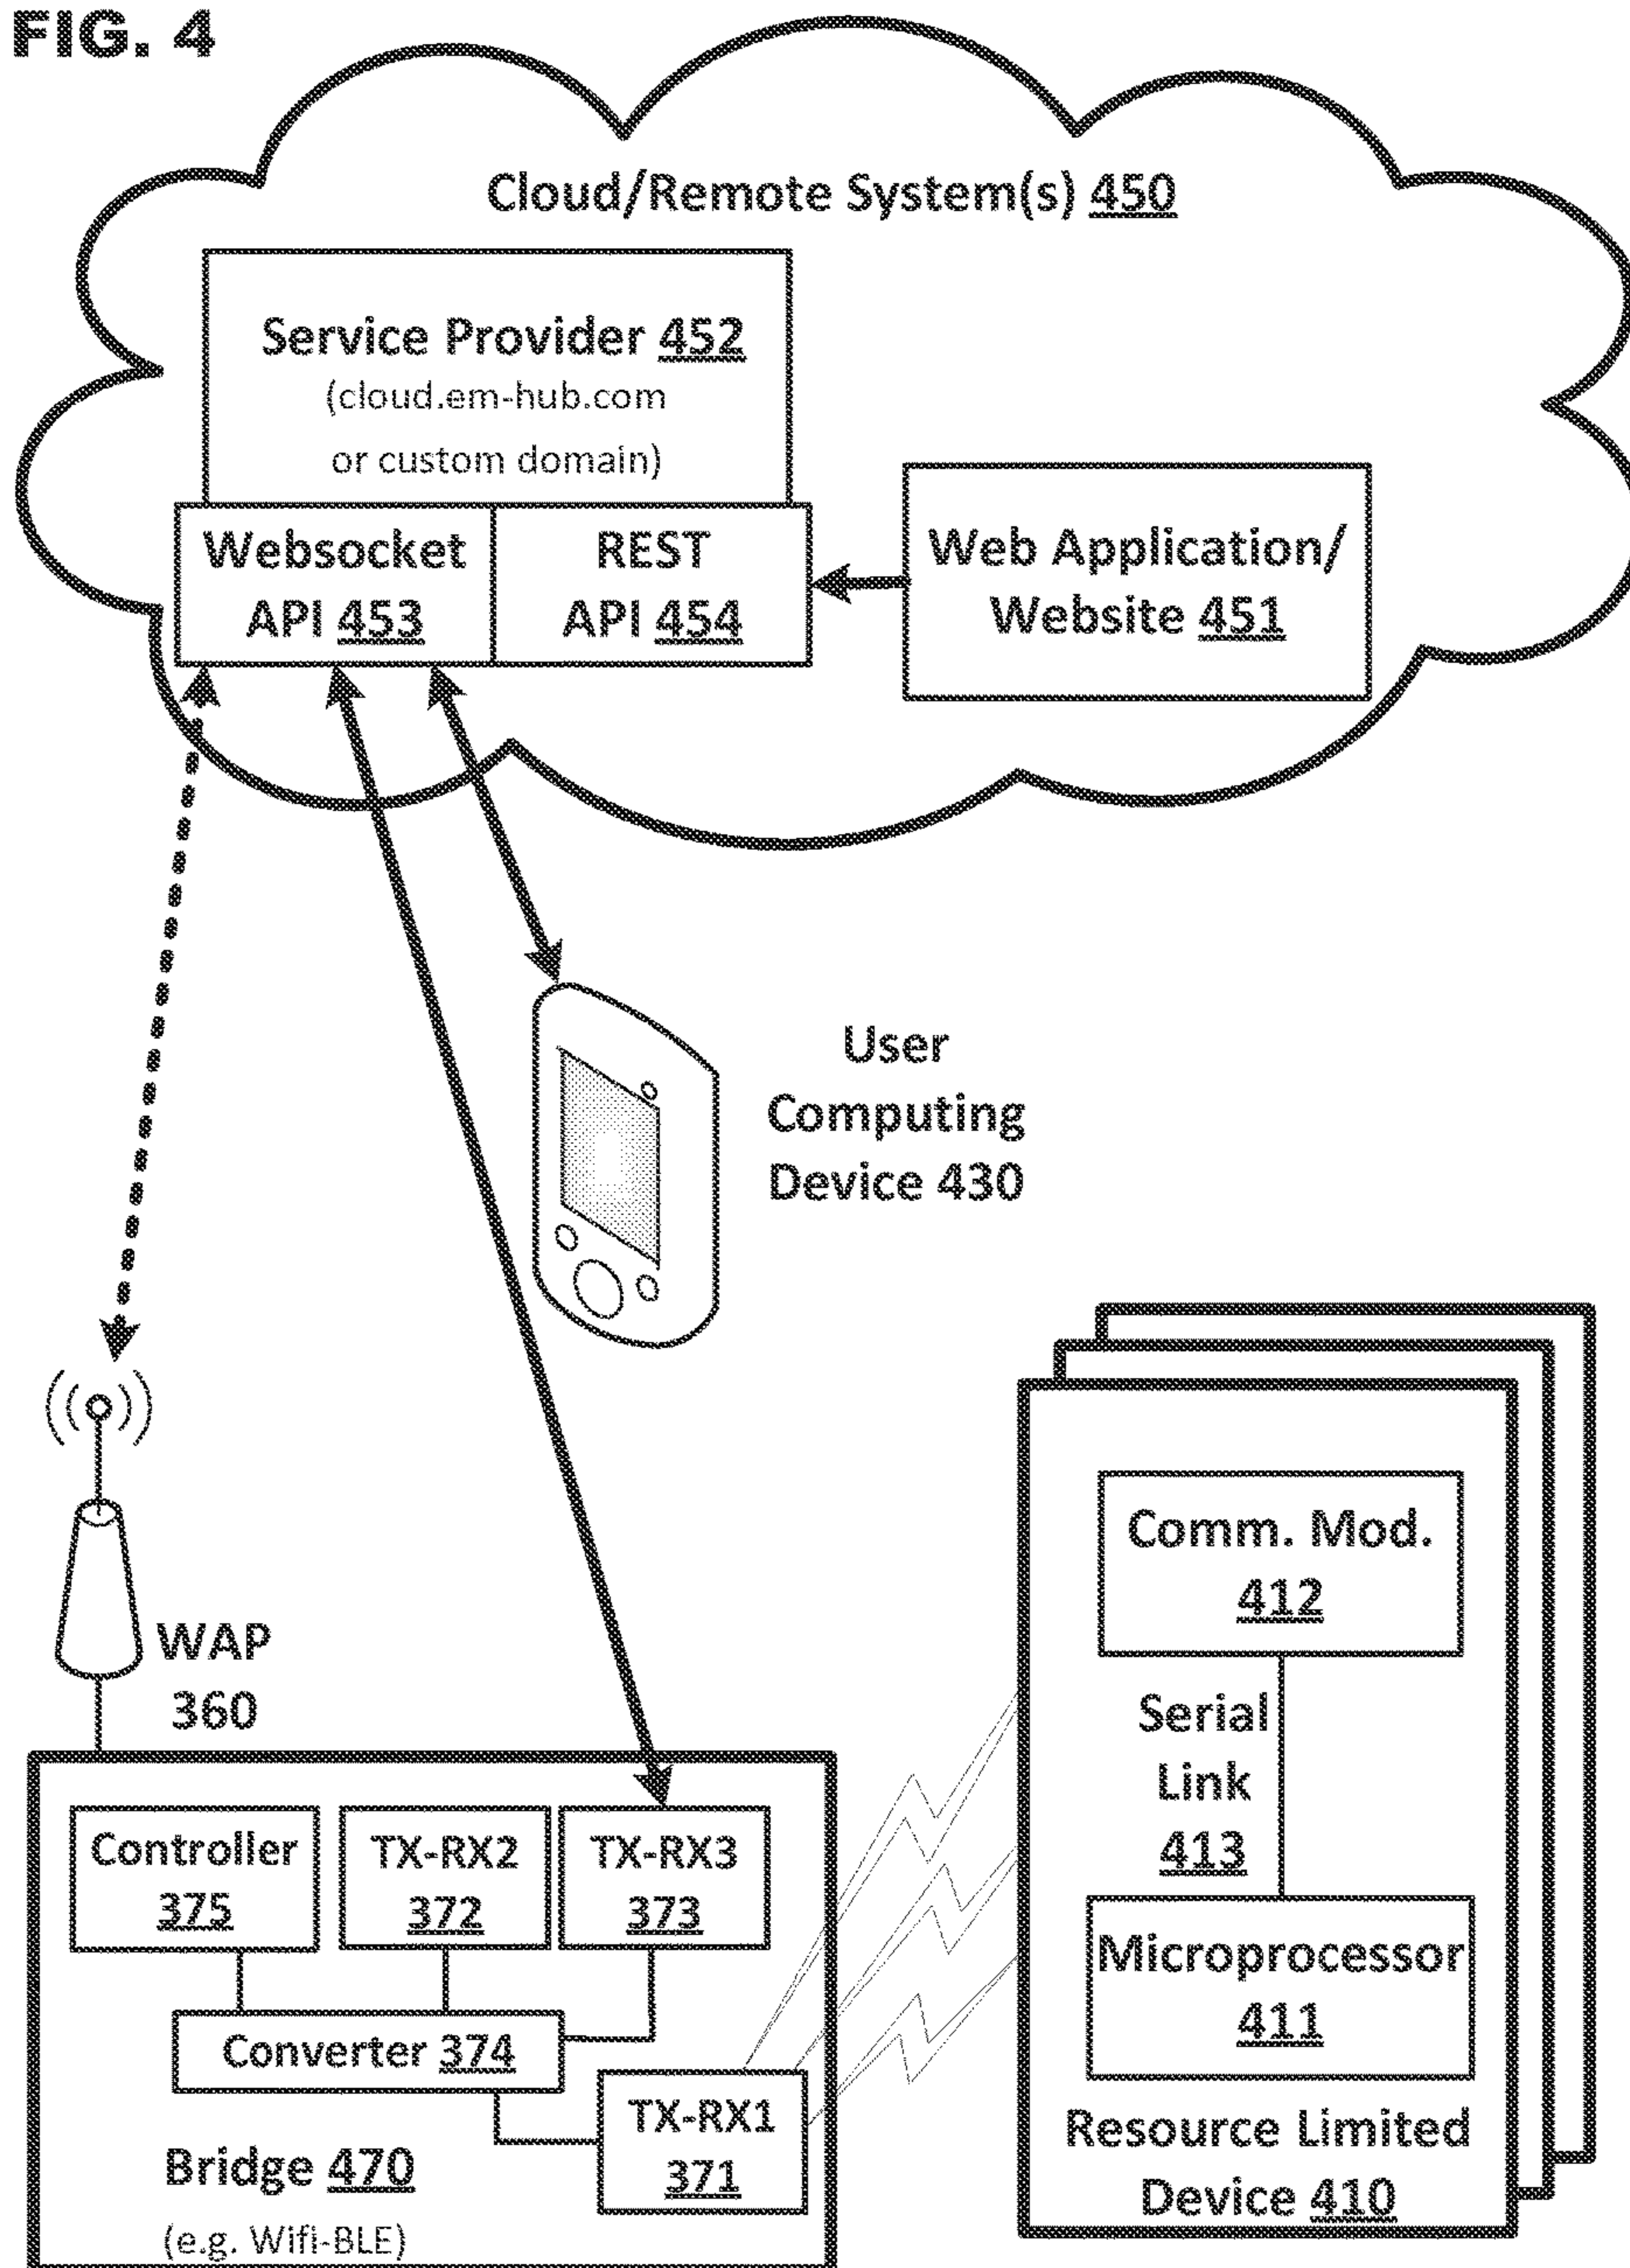 FIG. 4
Cloud/Remote System(s) 450
Service Provider 452
(cloud.em-hub.com
or custom domain)
Websocket
API 453
REST
API 454
Web Application/
Website 451
User
Computing
Device 430
WAP
360
Comm. Mod.
412
Serial
Link
413
Microprocessor
411
Resource Limited
Device 410
Controller
375
TX-RX2
372
TX-RX3
373
Converter 374
TX-RX1
371
Bridge 470
(e.g. Wifi-BLE)